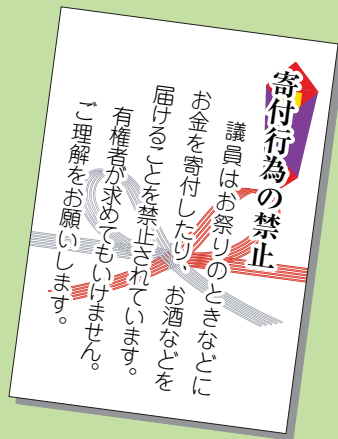 寄付行為の禁止
議員はお祭りのときなどに
お金を寄付したり、お酒などを
届けることを禁止されています。
有権者が求めてもいけません。
ご理解をお願いします。